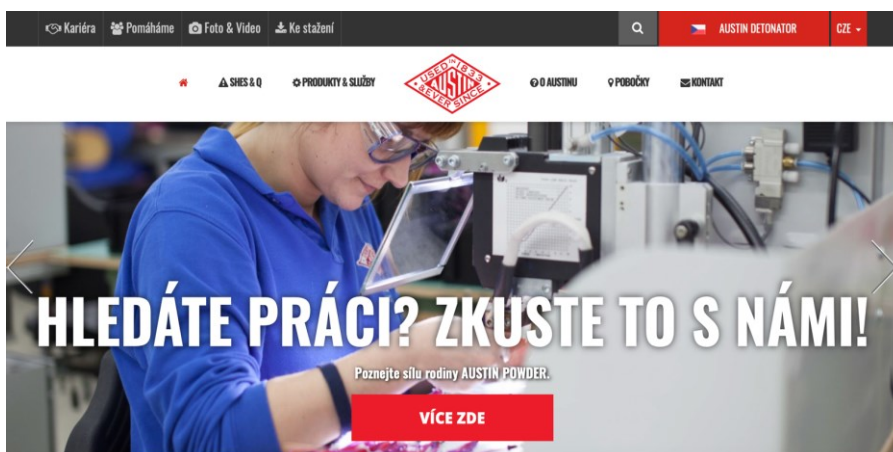 Kariéra
Pomáháme
Foto & Video
Ke stažení
AUSTIN DETONATOR
CZE
SHES & Q
PRODUKTY & SLUŽBY
USED IN 1833
AUSTIN
& EVER SINCE
O AUSTINU
POBOČKY
KONTAKT
HLEDÁTE PRÁCI? ZKUSTE TO S NÁMI!
Poznejte sílu rodiny AUSTIN POWDER.
VÍCE ZDE